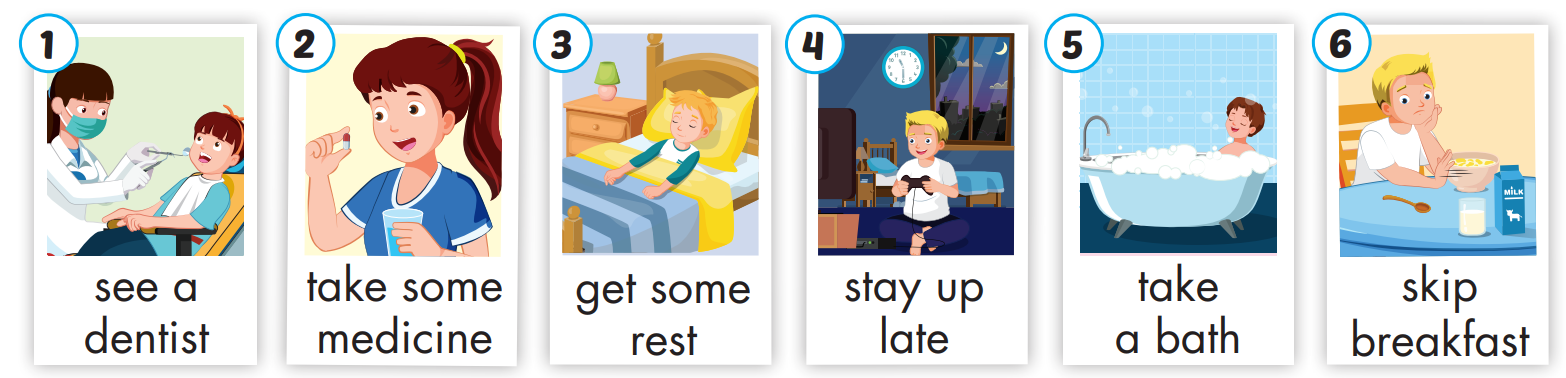 1
see a
dentist
2
take some
medicine
3
get some
rest
4
stay up
late
5
take
a bath
6
MILK
skip
breakfast